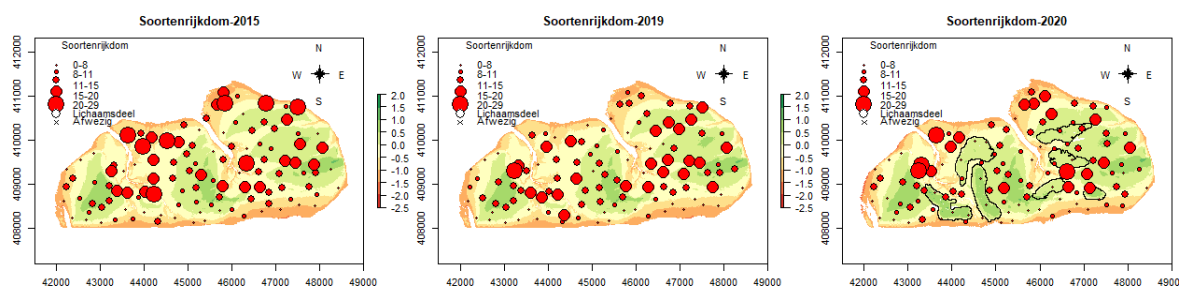 Soortenrijkdom-2015
Soortenrijkdom
0-8
8-11
11-15
15-20
20-29
Lichaamsdeel
Afwezig
N
W E
S
412000
411000
410000
409000
408000
42000 43000 44000 45000 46000 47000 48000 49000
2.0
1.5
1.0
0.5
0.0
-0.5
-1.0
-1.5
-2.0
-2.5
Soortenrijkdom-2019
Soortenrijkdom
0-8
8-11
11-15
15-20
20-29
Lichaamsdeel
Afwezig
N
W E
S
412000
411000
410000
409000
408000
42000 43000 44000 45000 46000 47000 48000 49000
2.0
1.5
1.0
0.5
0.0
-0.5
-1.0
-1.5
-2.0
-2.5
Soortenrijkdom-2020
Soortenrijkdom
0-8
8-11
11-15
15-20
20-29
Lichaamsdeel
Afwezig
N
W E
S
412000
411000
410000
409000
408000
42000 43000 44000 45000 46000 47000 48000 49000